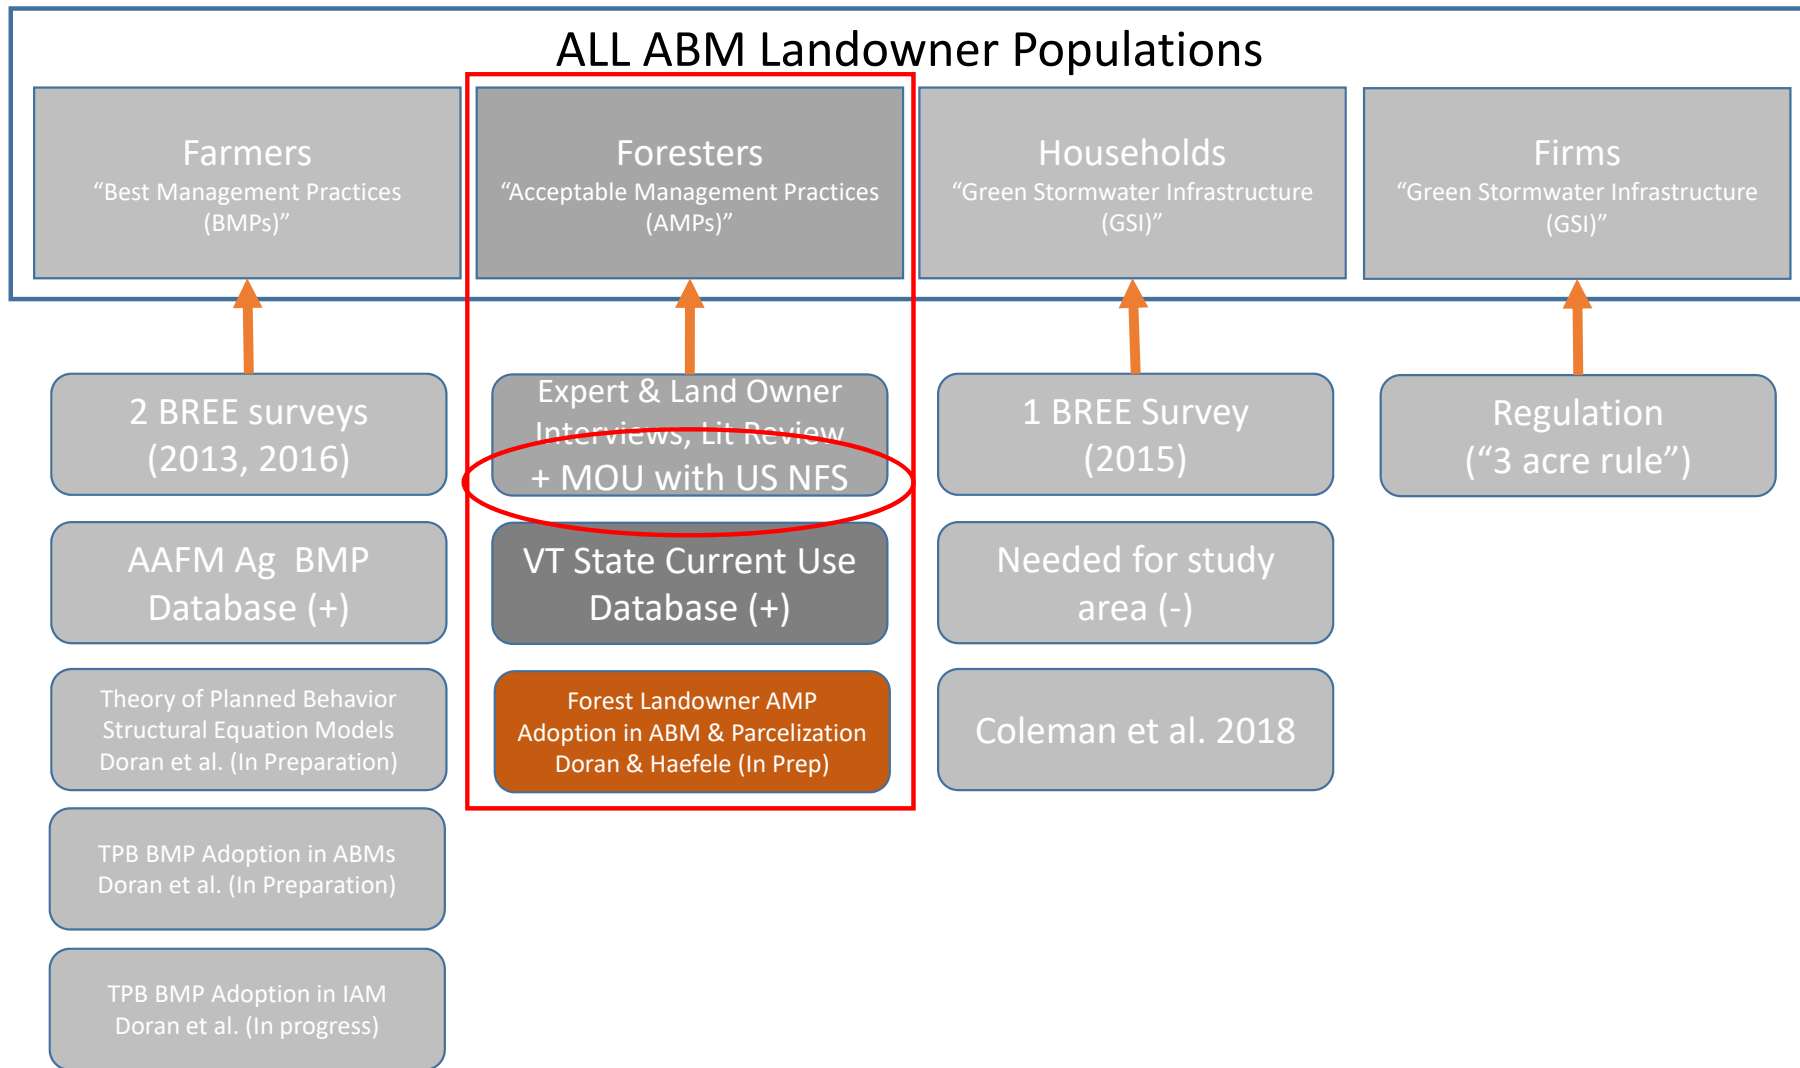 ALL ABM Landowner Populations
Farmers
“Best Management Practices
(BMPs)”
Foresters
“Acceptable Management Practices
(AMPs)”
Households
“Green Stormwater Infrastructure
(GSI)”
Firms
“Green Stormwater Infrastructure
(GSI)”
2 BREE surveys
(2013, 2016)
Expert & Land Owner
Interviews, Lit Review
+ MOU with US NFS
1 BREE Survey
(2015)
Regulation
(“3 acre rule”)
AAFM Ag  BMP
Database (+)
VT State Current Use
Database (+)
Needed for study
area (-)
Theory of Planned Behavior
Structural Equation Models
Doran et al. (In Preparation)
Forest Landowner AMP
Adoption in ABM & Parcelization
Doran & Haefele (In Prep)
Coleman et al. 2018
TPB BMP Adoption in ABMs
Doran et al. (In Preparation)
TPB BMP Adoption in IAM
Doran et al. (In progress)